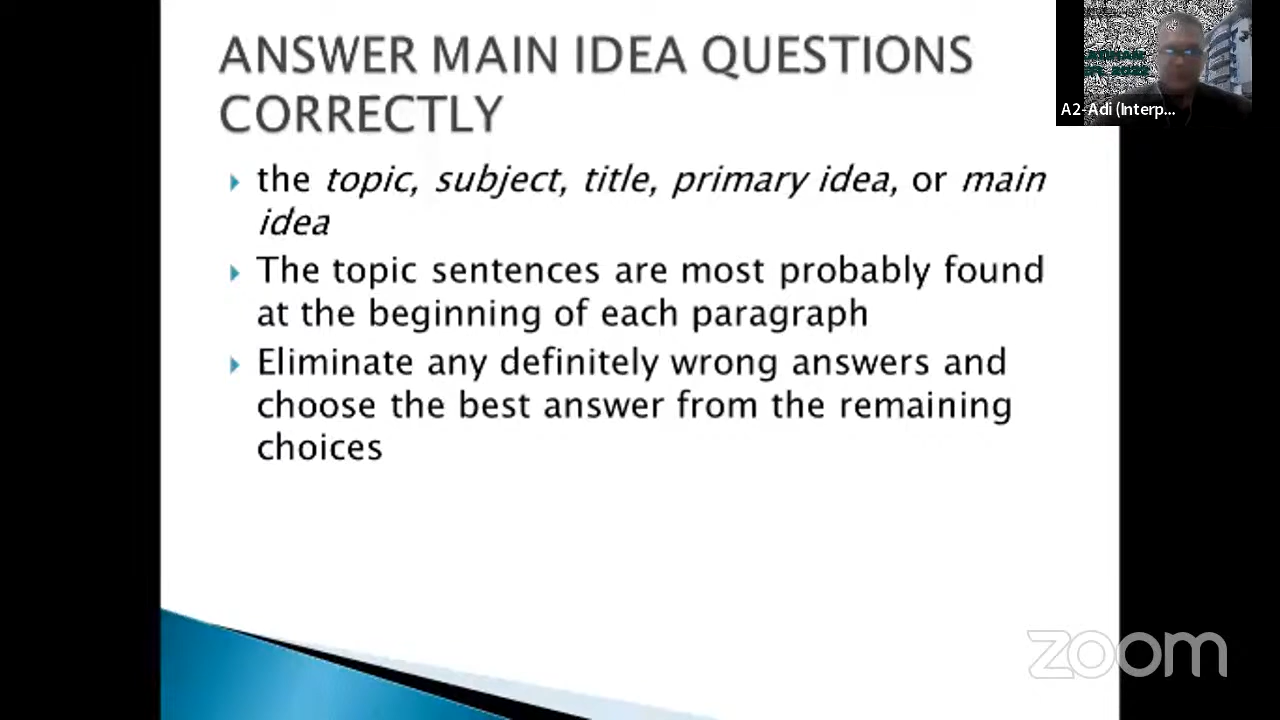 ANSWER MAIN IDEA QUESTIONS
CORRECTLY
the topic, subject, title, primary idea, or main
idea
The topic sentences are most probably found
at the beginning of each paragraph
Eliminate any definitely wrong answers and
choose the best answer from the remaining
choices
A2-Adi (Interp...
zoom